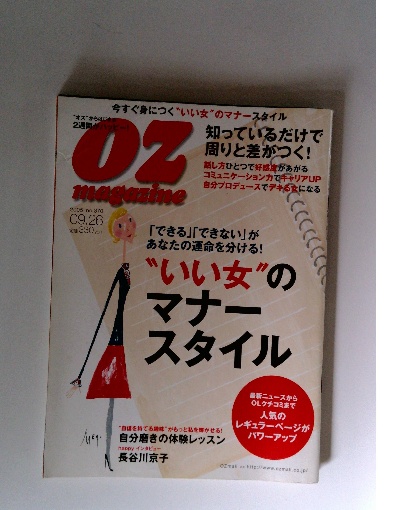 今すぐ身につく"いい女"のマナースタイル
OZ
magazine
知っているだけで
周りと差がつく!
話し方ひとつで好感度があがる
コミュニケーション力でキャリアUP
自分プロデュースでデキる女になる
09.26
「できる」「できない」が
あなたの運命を分ける!
"いい女"の
マナー
スタイル
最新ニュースから
OLクチコミまで
人気の
レギュラーページが
パワーアップ
自分磨きの体験レッスン
happy インタビュー
長谷川京子